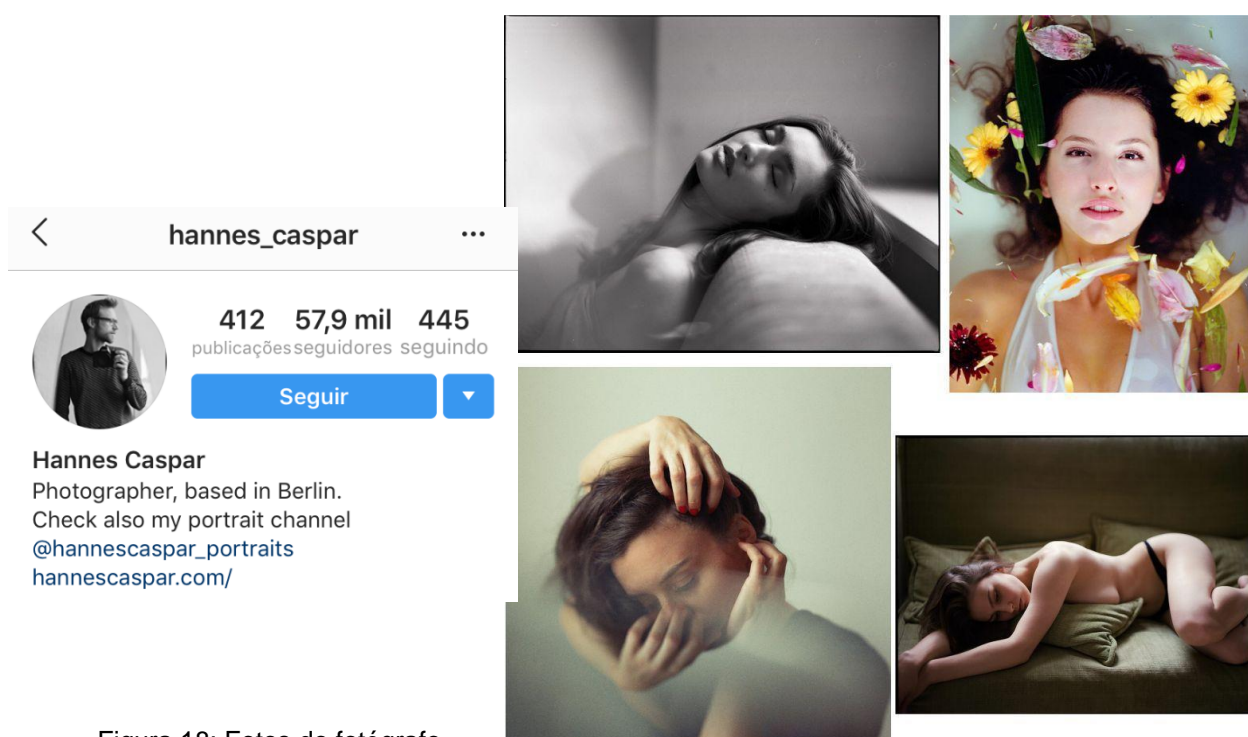 hannes_caspar
412 57,9 mil 445
publicações seguidores seguindo
Seguir
Hannes Caspar
Photographer, based in Berlin.
Check also my portrait channel
@hannescaspar_portraits
hannescaspar.com/
Figura 18: Fotos do fotógrafo